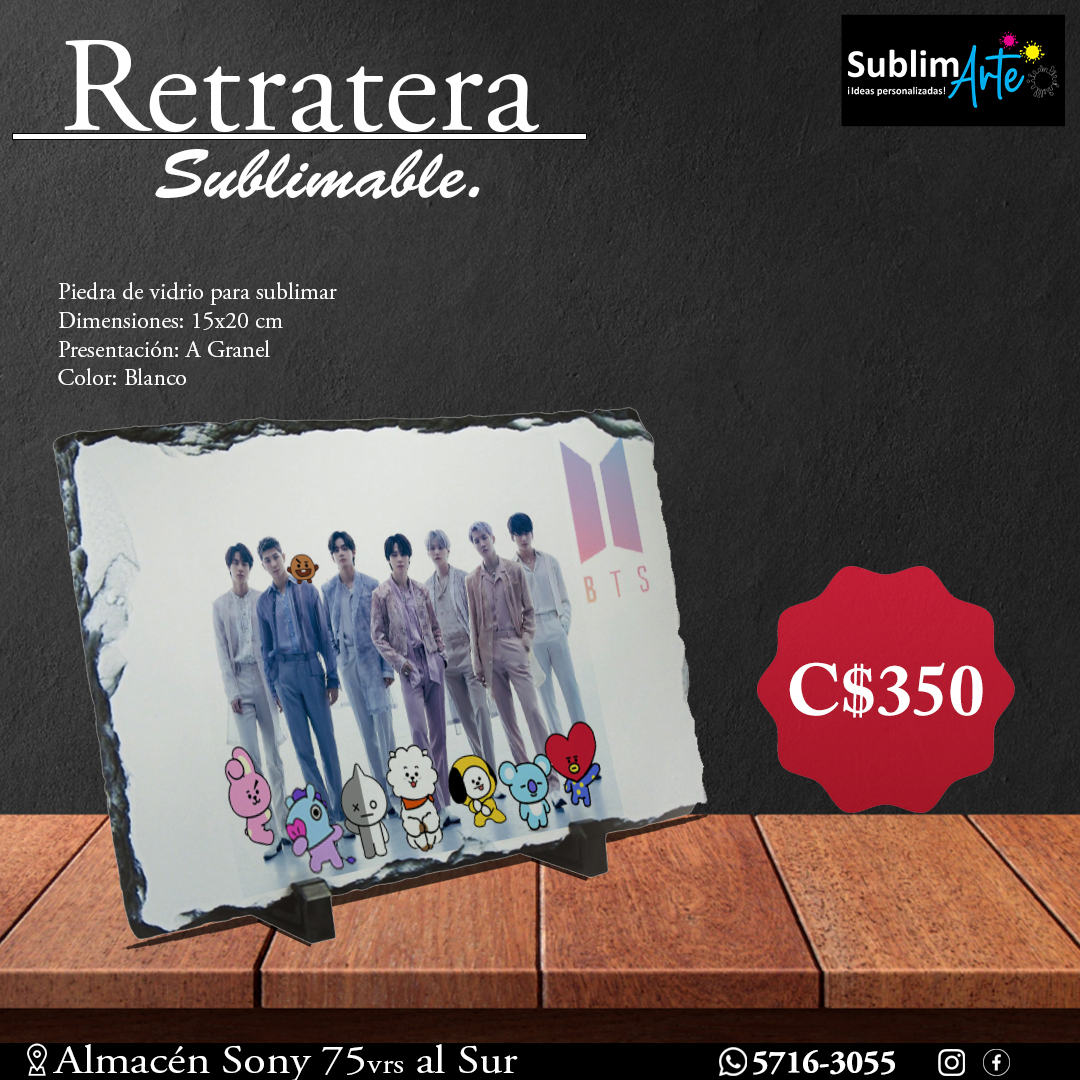 Retratera
Sublimable.
SublimArte
¡Ideas personalizadas!
Piedra de vidrio para sublimar
Dimensiones: 15x20 cm
Presentación: A Granel
Color: Blanco
BTS
C$350
Almacén Sony 75vrs al Sur
5716-3055